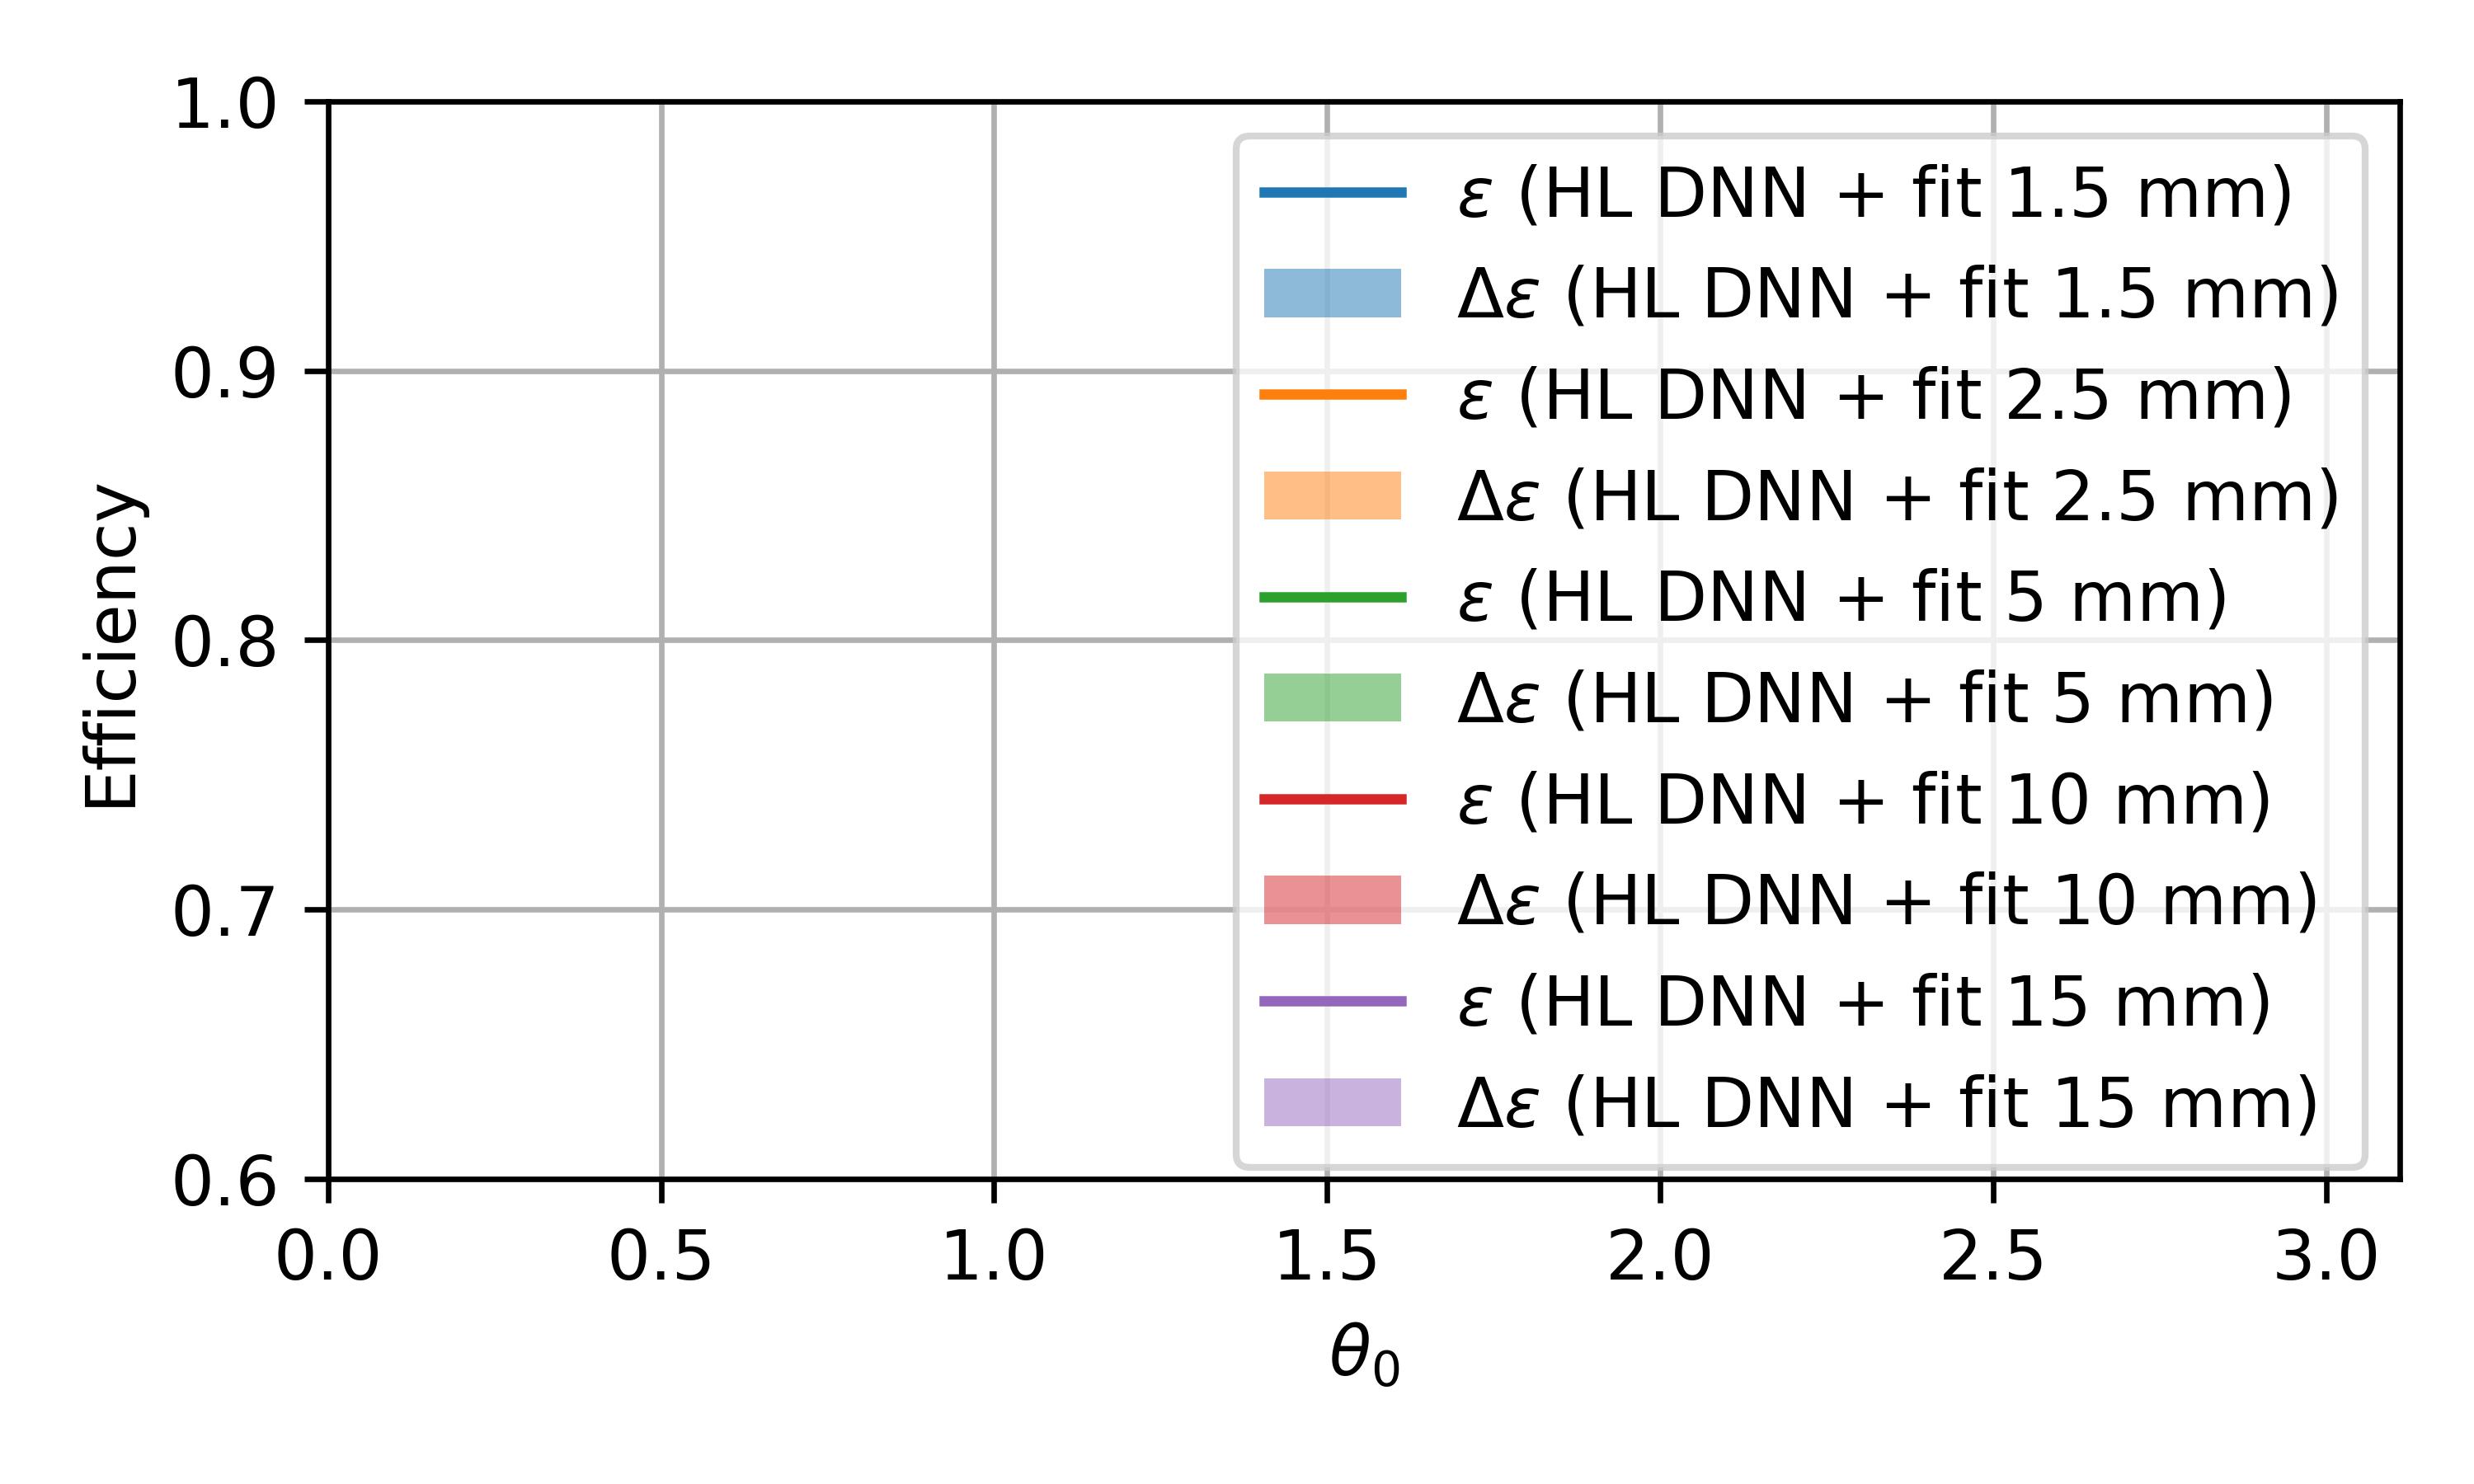 1.0
0.9
0.8
0.7
0.6
Efficiency
ε (HL DNN + fit 1.5 mm)
Δε (HL DNN + fit 1.5 mm)
ε (HL DNN + fit 2.5 mm)
Δε (HL DNN + fit 2.5 mm)
ε (HL DNN + fit 5 mm)
Δε (HL DNN + fit 5 mm)
ε (HL DNN + fit 10 mm)
Δε (HL DNN + fit 10 mm)
ε (HL DNN + fit 15 mm)
Δε (HL DNN + fit 15 mm)
0.0 0.5 1.0 1.5 2.0 2.5 3.0
θ₀